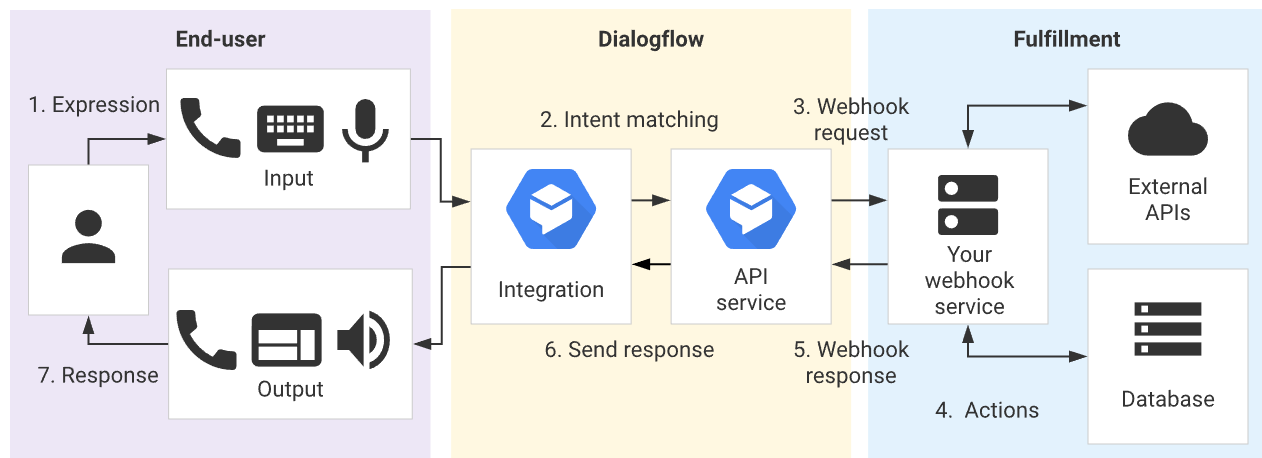 End-user
Dialogflow
Fulfillment
1. Expression
Input
2. Intent matching
3. Webhook
request
External
APIs
Integration
API
service
Your
webhook
service
6. Send response
5. Webhook
response
7. Response
Output
4. Actions
Database